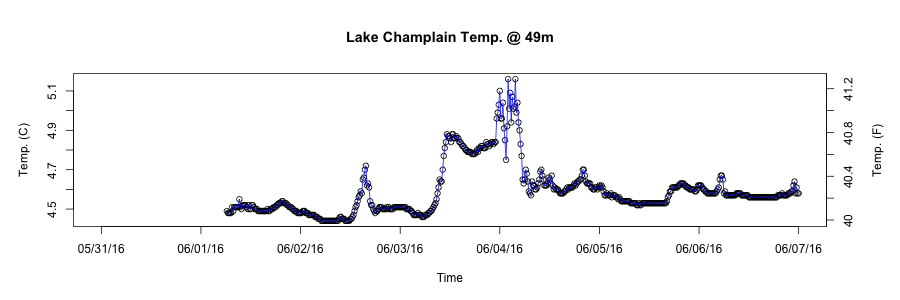 Lake Champlain Temp. @ 49m
Temp. (C)
4.5 4.7 4.9 5.1
40 40.4 40.8 41.2
Temp. (F)
05/31/16 06/01/16 06/02/16 06/03/16 06/04/16 06/05/16 06/06/16 06/07/16
Time